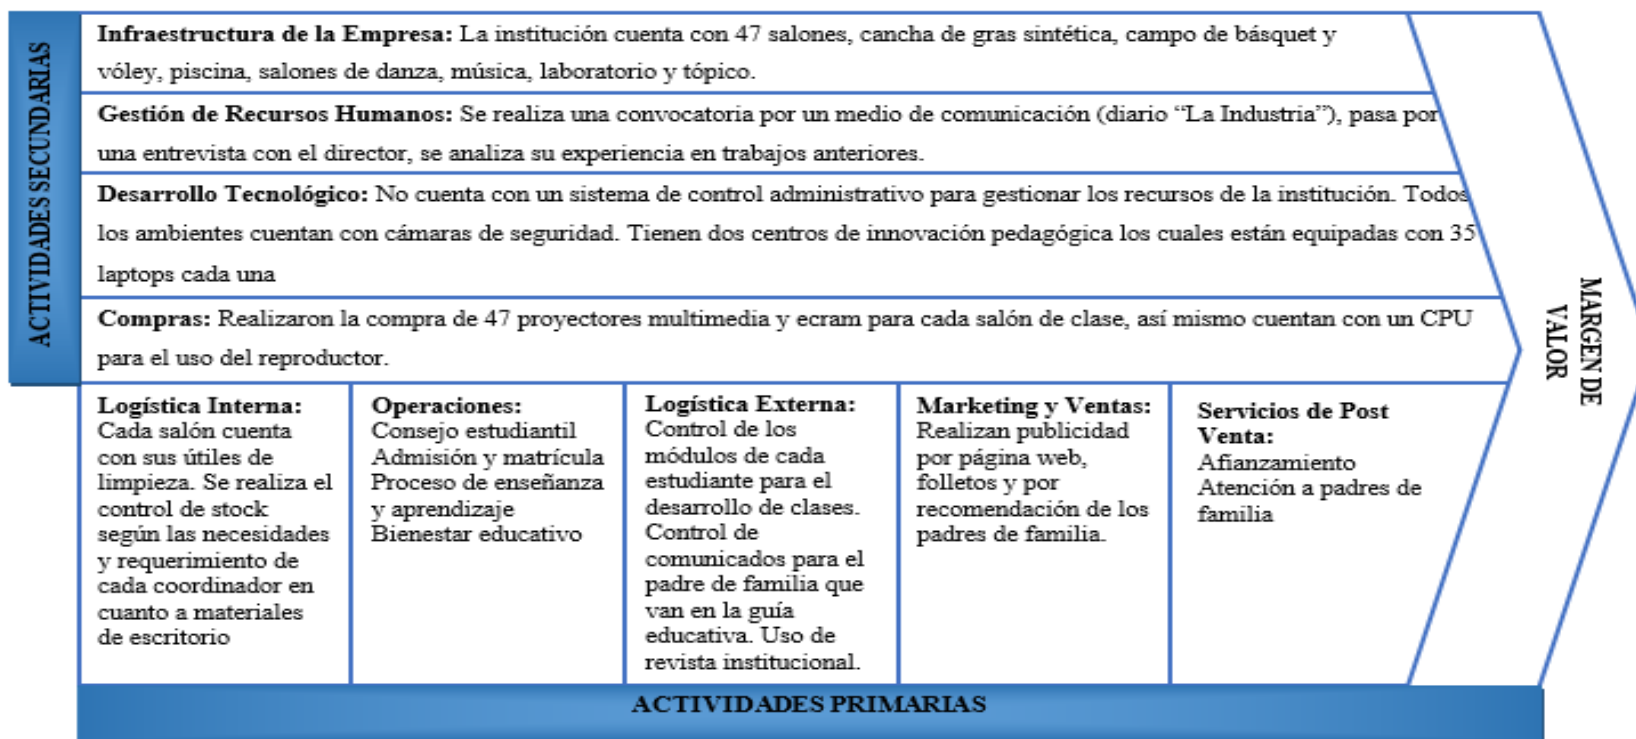 ACTIVIDADES SECUNDARIAS
Infraestructura de la Empresa: La institución cuenta con 47 salones, cancha de gras sintética, campo de básquet y
vóley, piscina, salones de danza, música, laboratorio y tópico.
Gestión de Recursos Humanos: Se realiza una convocatoria por un medio de comunicación (diario “La Industria”), pasa por
una entrevista con el director, se analiza su experiencia en trabajos anteriores.
Desarrollo Tecnológico: No cuenta con un sistema de control administrativo para gestionar los recursos de la institución. Todos
los ambientes cuentan con cámaras de seguridad. Tienen dos centros de innovación pedagógica los cuales están equipadas con 35
laptops cada una
Compras: Realizaron la compra de 47 proyectores multimedia y ecram para cada salón de clase, así mismo cuentan con un CPU
para el uso del reproductor.
Logística Interna:
Cada salón cuenta
con sus útiles de
limpieza. Se realiza el
control de stock
según las necesidades
y requerimiento de
cada coordinador en
cuanto a materiales
de escritorio
Operaciones:
Consejo estudiantil
Admisión y matrícula
Proceso de enseñanza
y aprendizaje
Bienestar educativo
Logística Externa:
Control de los
módulos de cada
estudiante para el
desarrollo de clases.
Control de
comunicados para el
padre de familia que
van en la guía
educativa. Uso de
revista institucional.
Marketing y Ventas:
Realizan publicidad
por página web,
folletos y por
recomendación de los
padres de familia.
Servicios de Post
Venta:
Afianzamiento
Atención a padres de
familia
MARGEN DE
VALOR
ACTIVIDADES PRIMARIAS